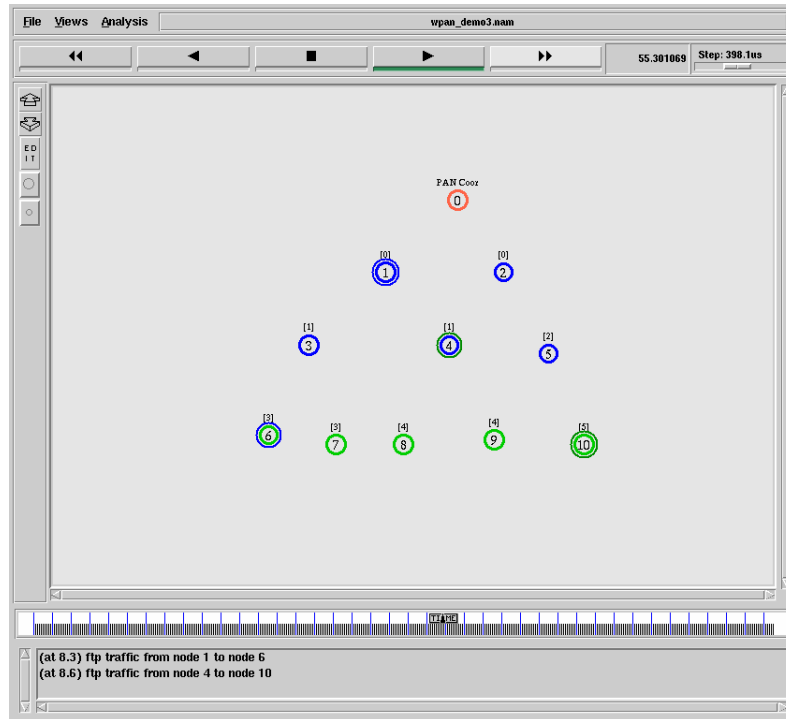 File Views Analysis wpan_demo3.nam
55.301069 Step: 398.1us
ED
IT
PAN Coor
0
[0] [0]
1 2
[1] [1] [2]
3 4 5
[3] [3] [4] [4] [5]
6 7 8 9 10
TIME
(at 8.3) ftp traffic from node 1 to node 6
(at 8.6) ftp traffic from node 4 to node 10